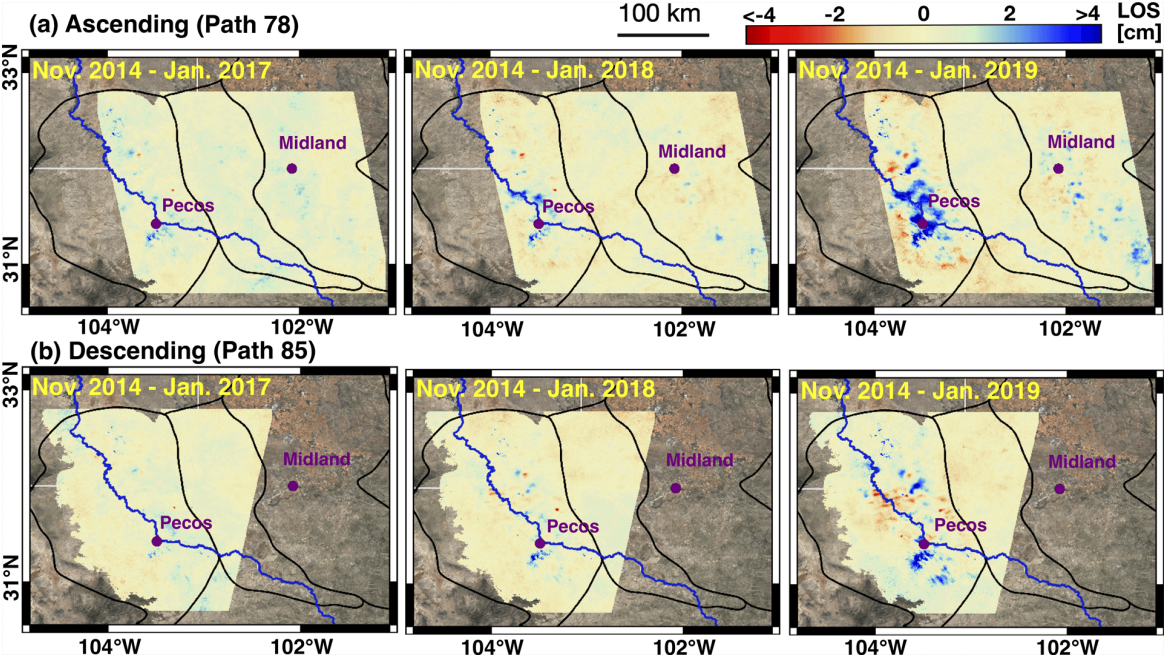 (a) Ascending (Path 78)
100 km
<-4 -2 0 2 >4 LOS
[cm]
33°N
Nov. 2014 - Jan. 2017
Nov. 2014 - Jan. 2018
Nov. 2014 - Jan. 2019
Midland
Midland
Midland
Pecos
Pecos
Pecos
31°N
104°W 102°W
104°W 102°W
104°W 102°W
(b) Descending (Path 85)
33°N
Nov. 2014 - Jan. 2017
Nov. 2014 - Jan. 2018
Nov. 2014 - Jan. 2019
Midland
Midland
Midland
Pecos
Pecos
Pecos
31°N
104°W 102°W
104°W 102°W
104°W 102°W